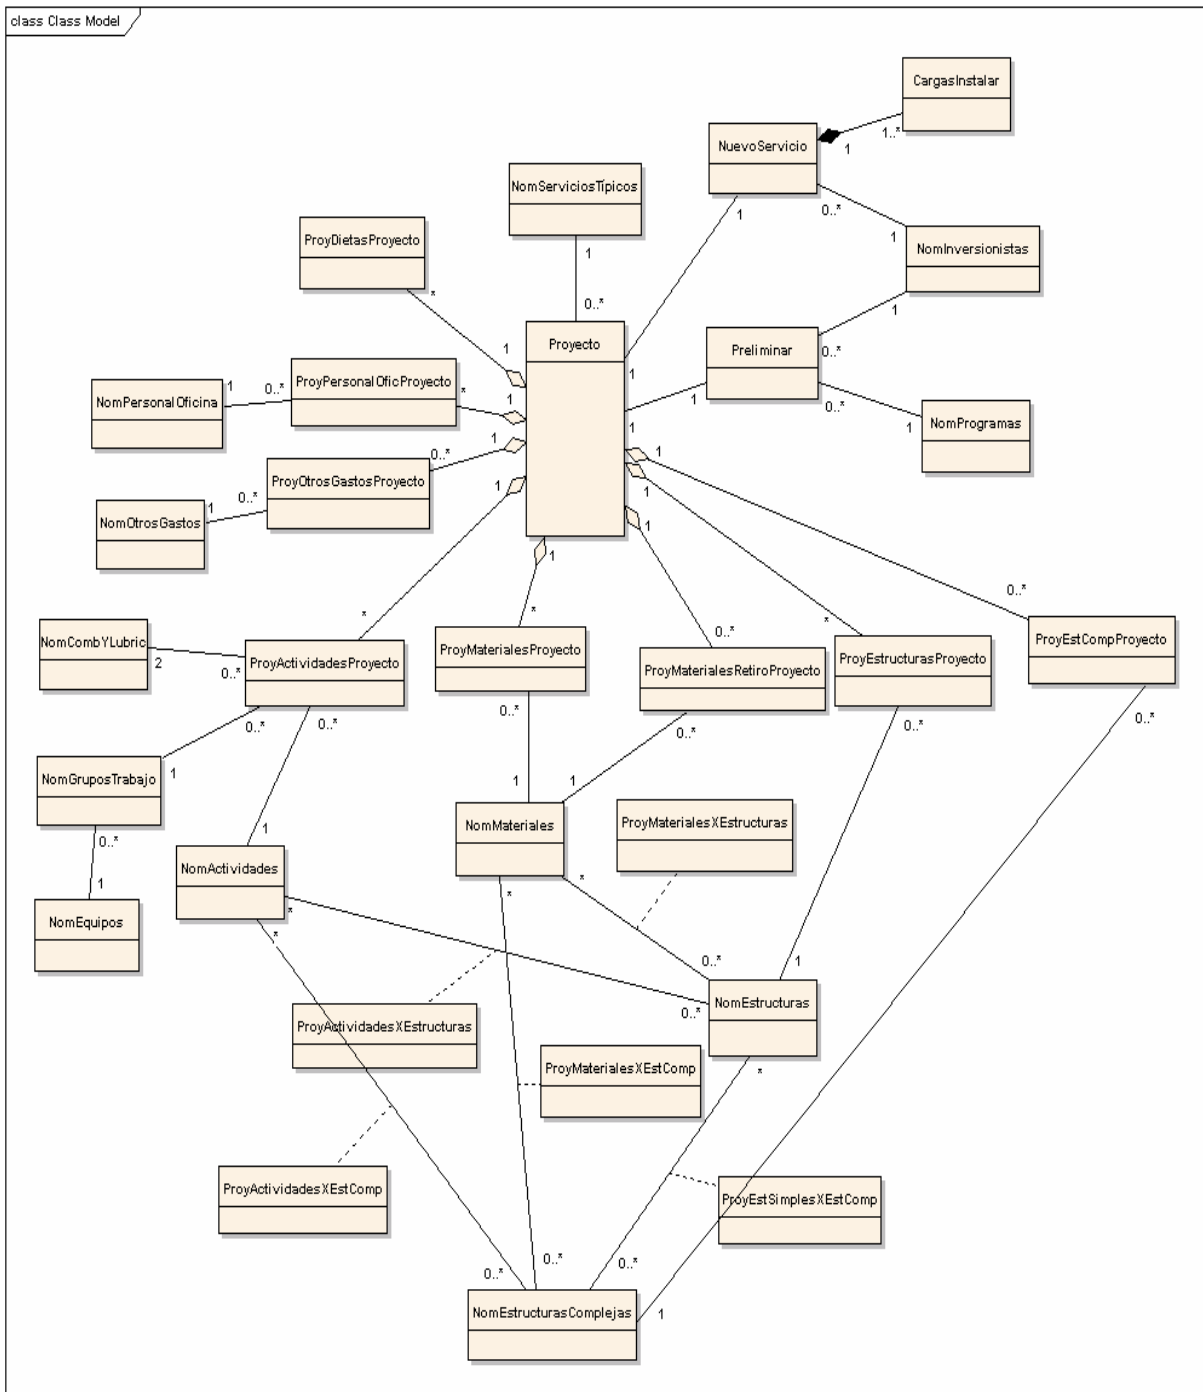 class Class Model
CargasInstalar
1..*
NuevoServicio
1
NomServiciosTípicos
1
0..*
1
0..*
1
NomInversionistas
1
ProyDietasProyecto
*
1
Proyecto
1
1
Preliminar
0..*
1
0..*
1
NomProgramas
NomPersonalOficina
1
0..*
ProyPersonalOficProyecto
*
1
NomOtrosGastos
1
0..*
ProyOtrosGastosProyecto
0..*
1
1
*
1
*
1
0..*
1
*
1
0..*
NomCombYLubric
2
0..*
ProyActividadesProyecto
ProyMaterialesProyecto
ProyMaterialesRetiroProyecto
ProyEstructurasProyecto
ProyEstCompProyecto
0..*
0..*
0..*
0..*
0..*
0..*
NomGruposTrabajo
1
0..*
1
NomEquipos
1
NomActividades
*
*
1
1
NomMateriales
*
*
ProyMaterialesXEstructuras
0..*
1
NomEstructuras
0..*
*
ProyActividadesXEstructuras
ProyMaterialesXEstComp
ProyActividadesXEstComp
ProyEstSimplesXEstComp
0..*
0..*
0..*
NomEstructurasComplejas
1